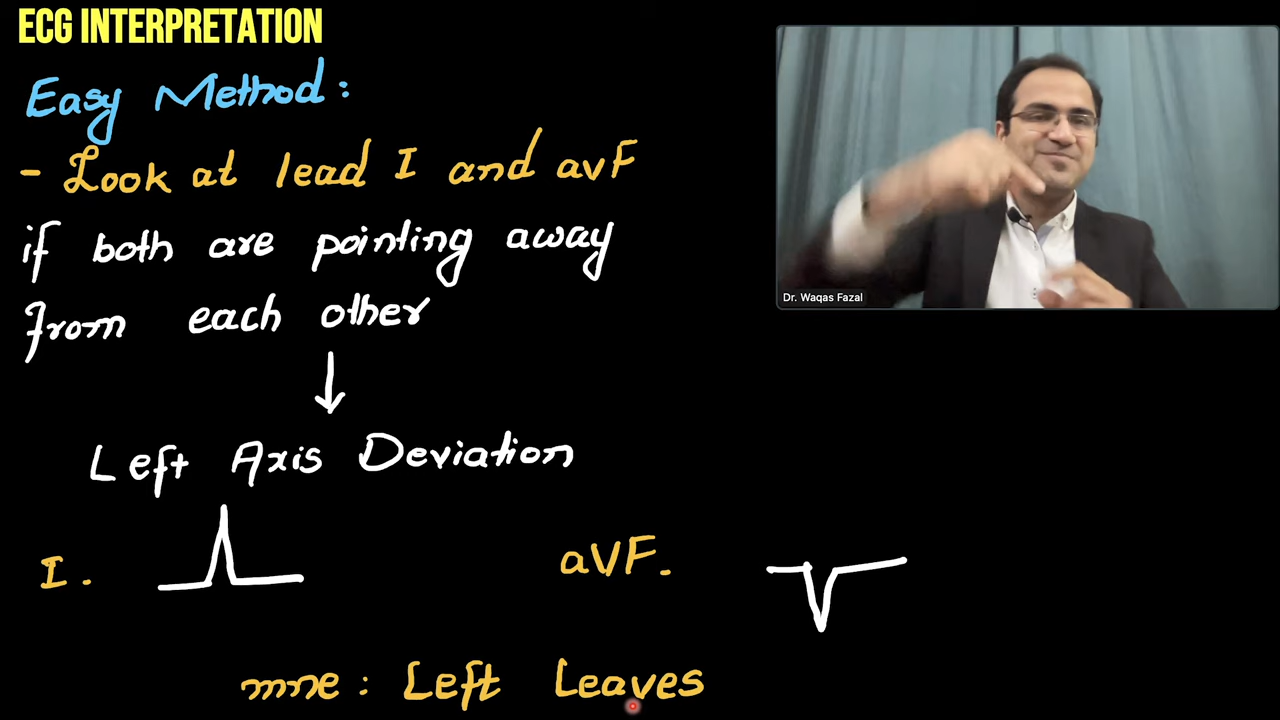 ECG INTERPRETATION
Easy Method:
- Look at lead I and avF
if both are pointing away
from each other
Left Axis Deviation
I. aVF.
mne: Left Leaves
Dr. Waqas Fazal